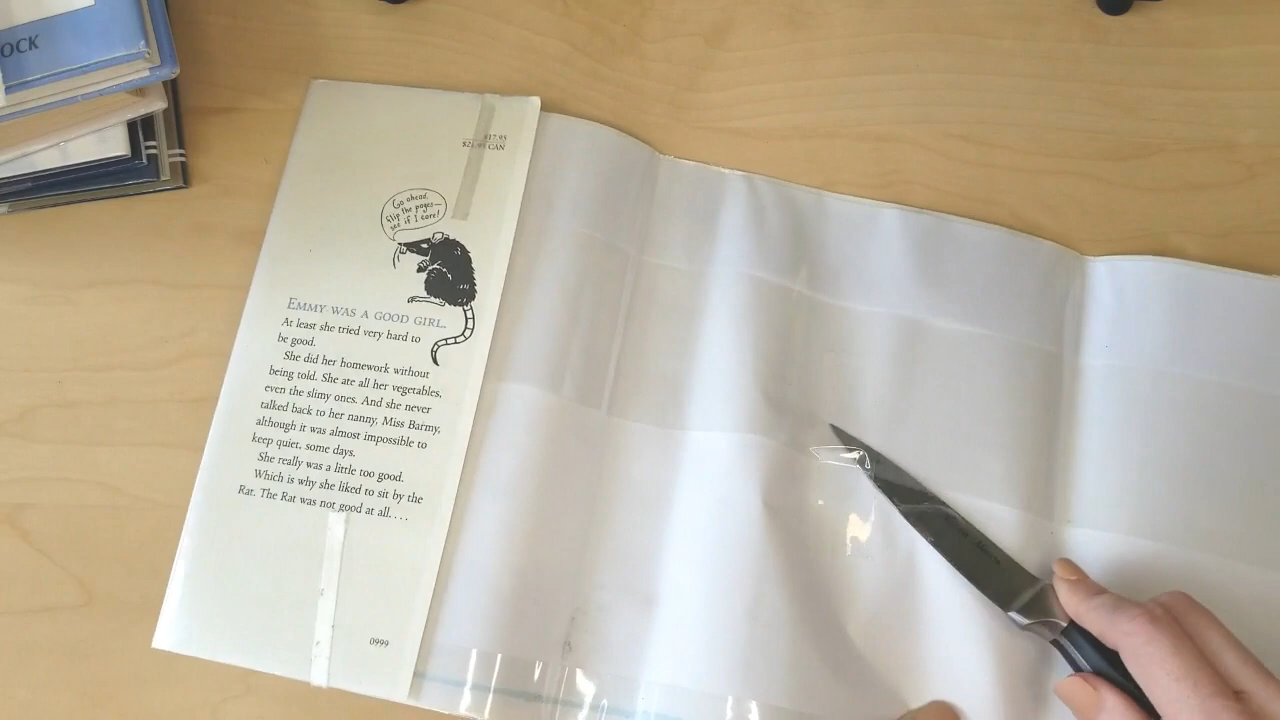 OCK
$17.95
CAN
Go ahead.
flip the pages—
see if I care!
EMMY WAS A GOOD GIRL.
At least she tried very hard to
be good.
She did her homework without
being told. She ate all her vegetables,
even the slimy ones. And she never
talked back to her nanny, Miss Barmy,
although it was almost impossible to
keep quiet, some days.
She really was a little too good.
Which is why she liked to sit by the
Rat. The Rat was not good at all. . . .
0999